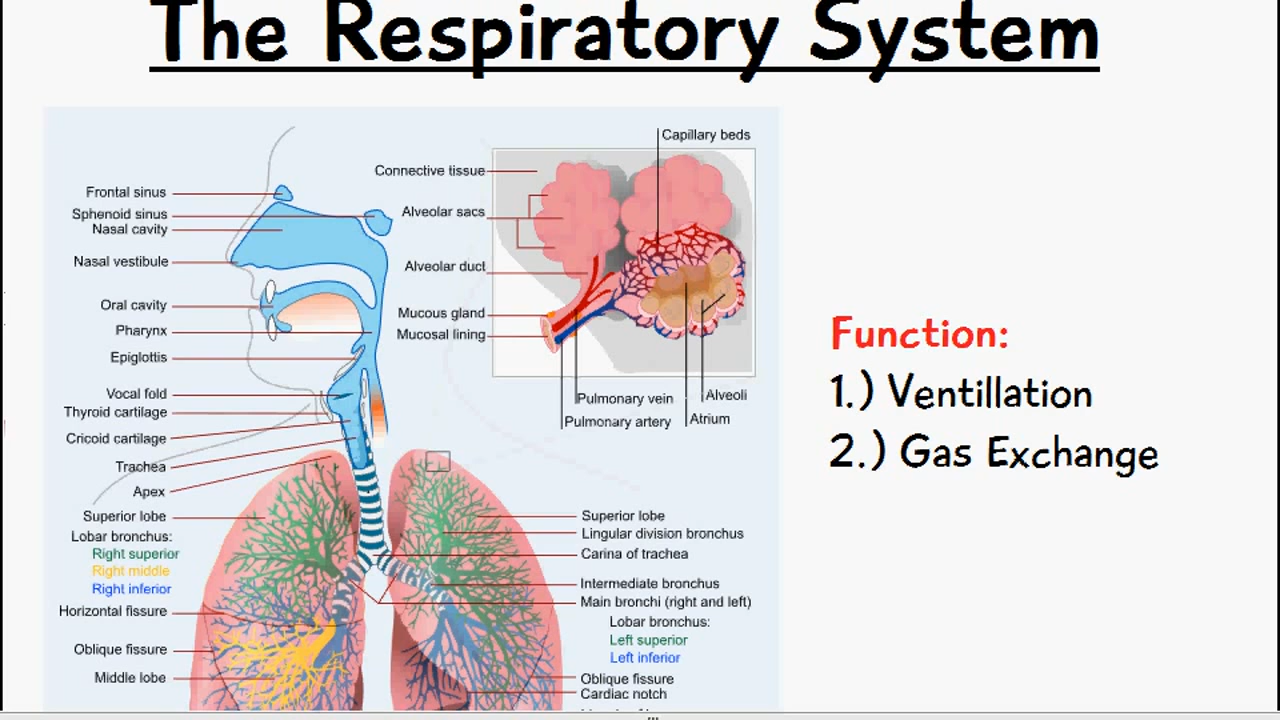 The Respiratory System
Capillary beds
Connective tissue
Alveolar sacs
Alveolar duct
Mucous gland
Mucosal lining
Pulmonary vein
Alveoli
Pulmonary artery
Atrium
Frontal sinus
Sphenoid sinus
Nasal cavity
Nasal vestibule
Oral cavity
Pharynx
Epiglottis
Vocal fold
Thyroid cartilage
Cricoid cartilage
Trachea
Apex
Superior lobe
Lobar bronchus:
Right superior
Right middle
Right inferior
Horizontal fissure
Oblique fissure
Middle lobe
Superior lobe
Lingular division bronchus
Carina of trachea
Intermediate bronchus
Main bronchi (right and left)
Lobar bronchus:
Left superior
Left inferior
Oblique fissure
Cardiac notch
Function:
1.) Ventillation
2.) Gas Exchange